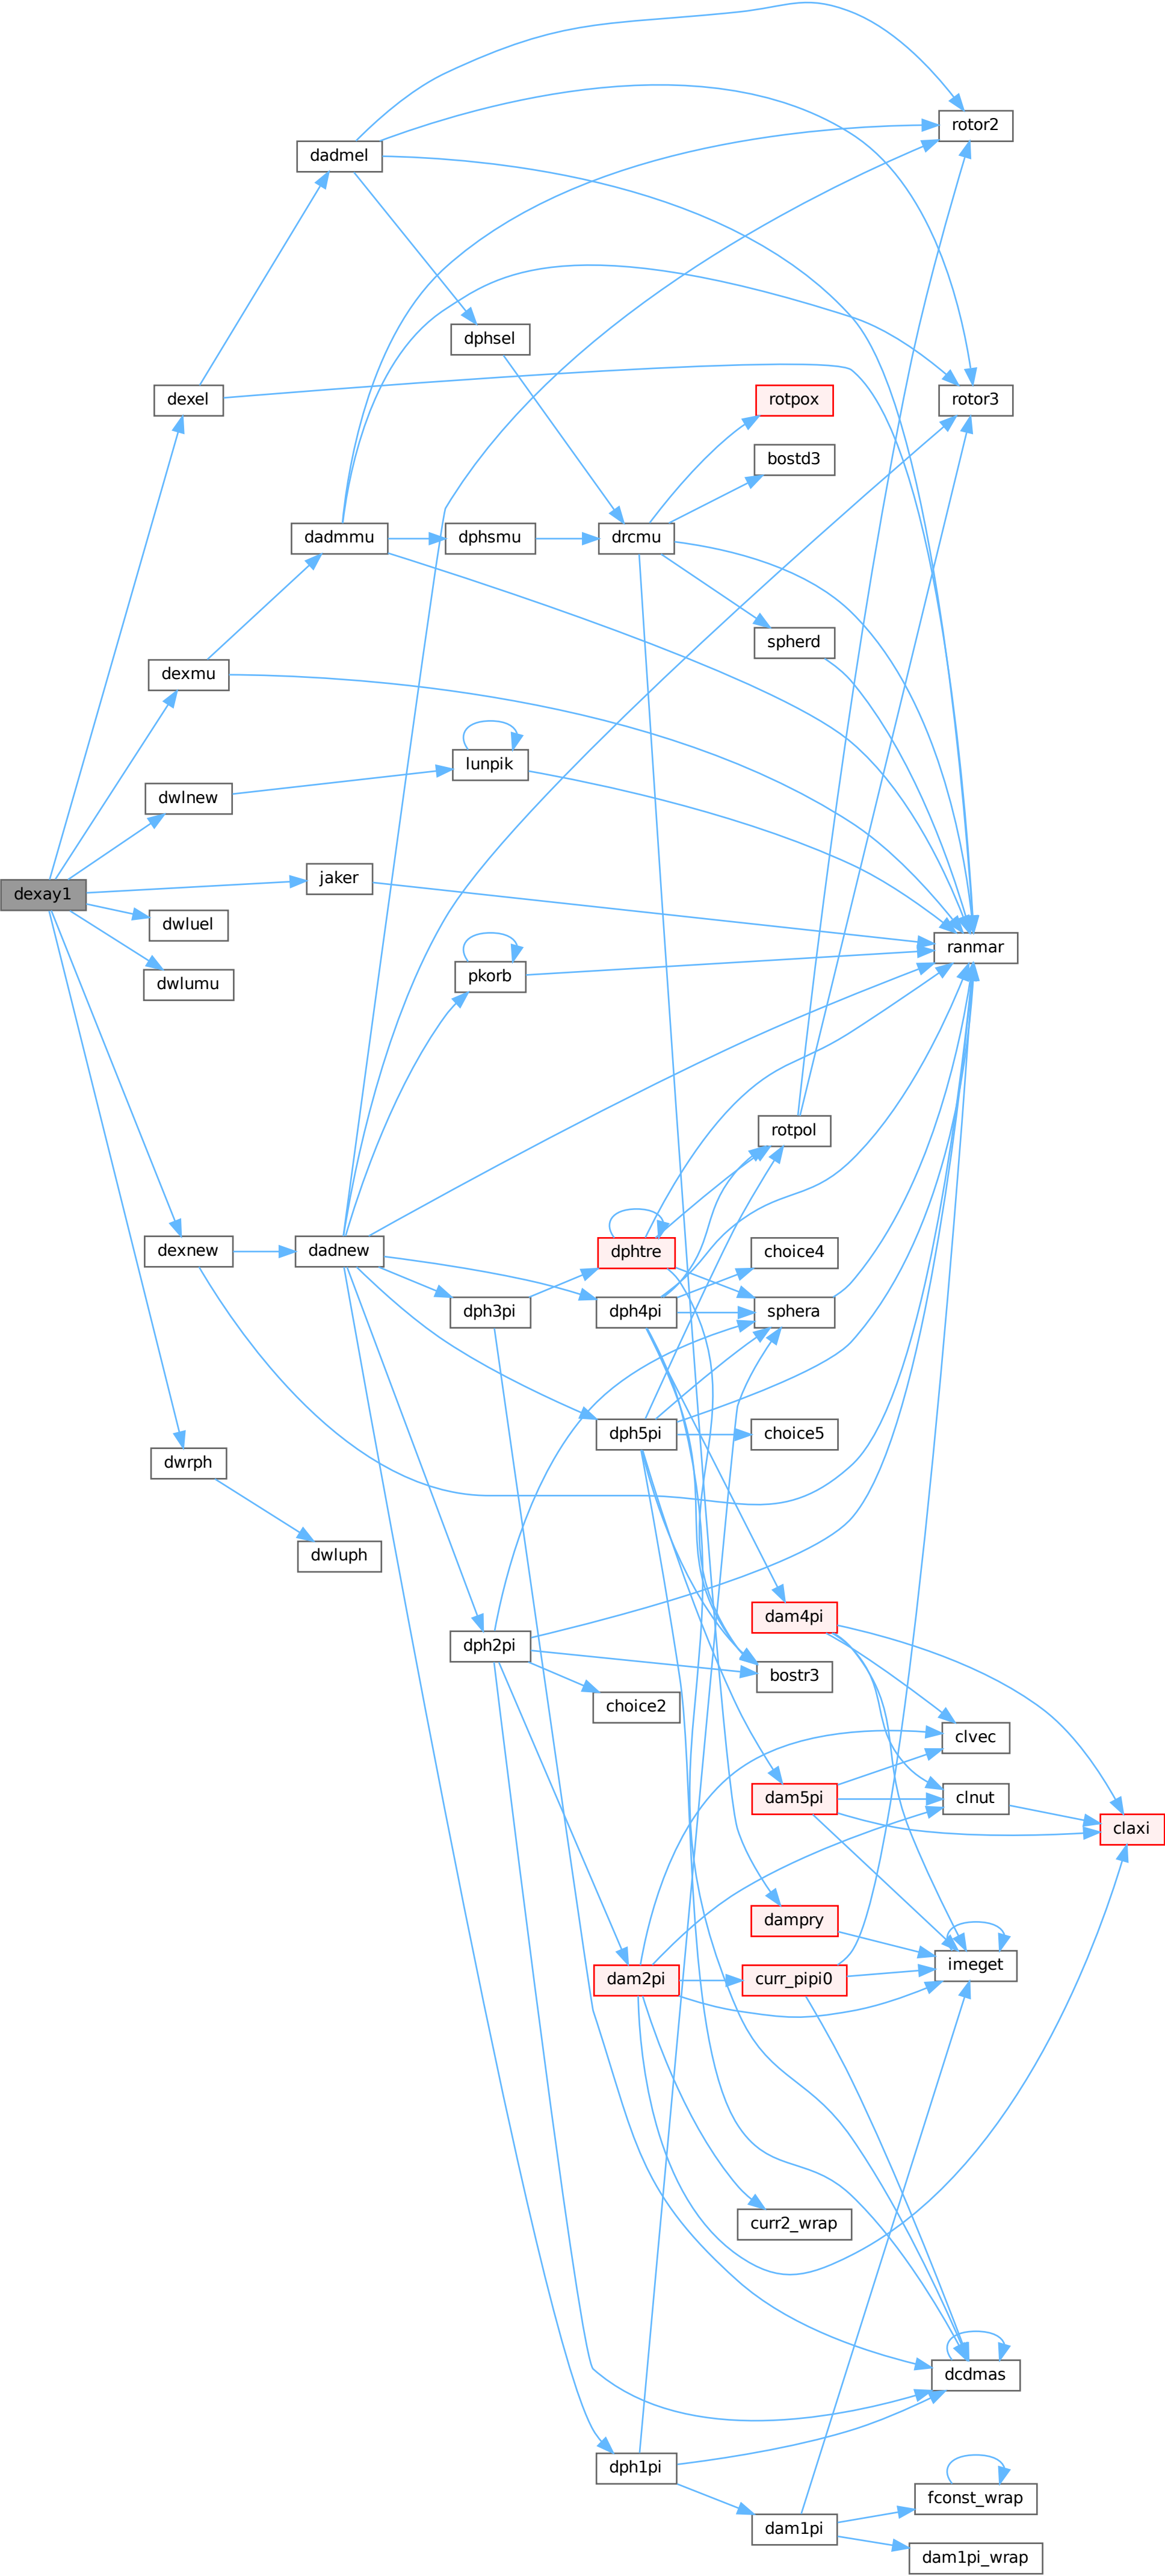 rotor2
dadmel
dphsel
dexel
rotpox
rotor3
bostd3
dadmmu
dphsmu
drcmu
spherd
dexmu
lunpik
dwlnew
jaker
dexay1
dwluel
ranmar
dwlumu
pkorb
rotpol
dexnew
dadnew
dphtre
choice4
dph3pi
dph4pi
sphera
dph5pi
choice5
dwrph
dwluph
dam4pi
dph2pi
bostr3
choice2
clvec
dam5pi
clnut
claxi
dampry
imeget
dam2pi
curr_pipi0
curr2_wrap
dcdmas
dph1pi
fconst_wrap
dam1pi
dam1pi_wrap